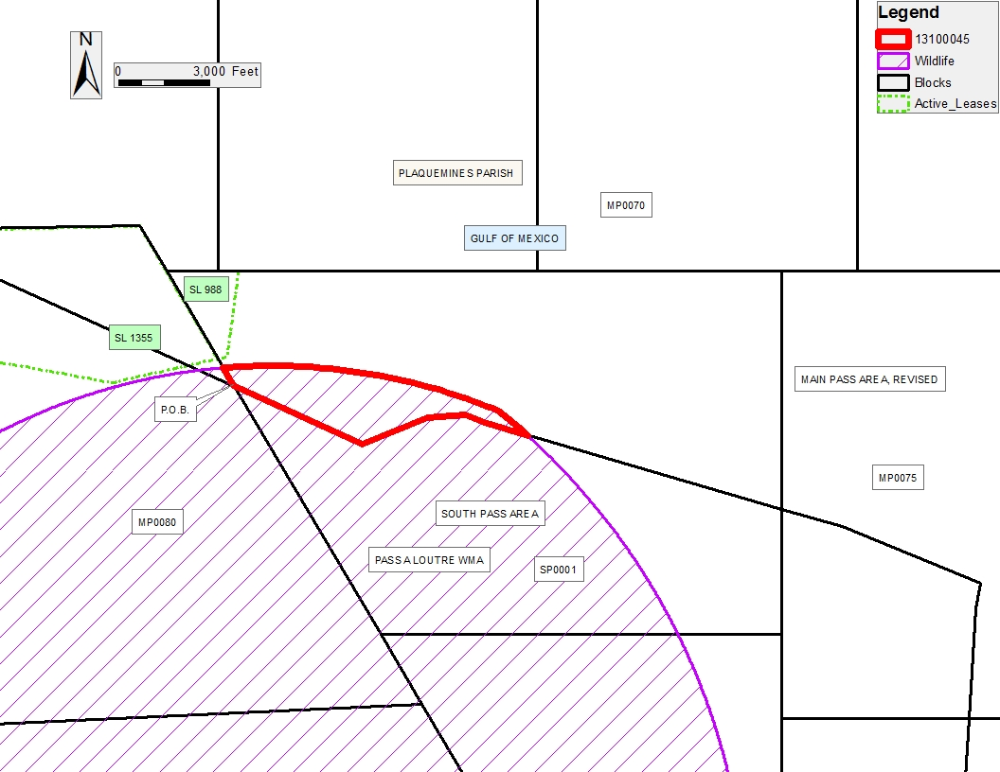 Legend
13100045
Wildlife
Blocks
Active_Leases
N
0 3,000 Feet
PLAQUEMINES PARISH
MP0070
GULF OF MEXICO
SL 988
SL 1355
MAIN PASS AREA, REVISED
P.O.B.
MP0075
SOUTH PASS AREA
MP0080
PASS A LOUTRE WMA
SP0001